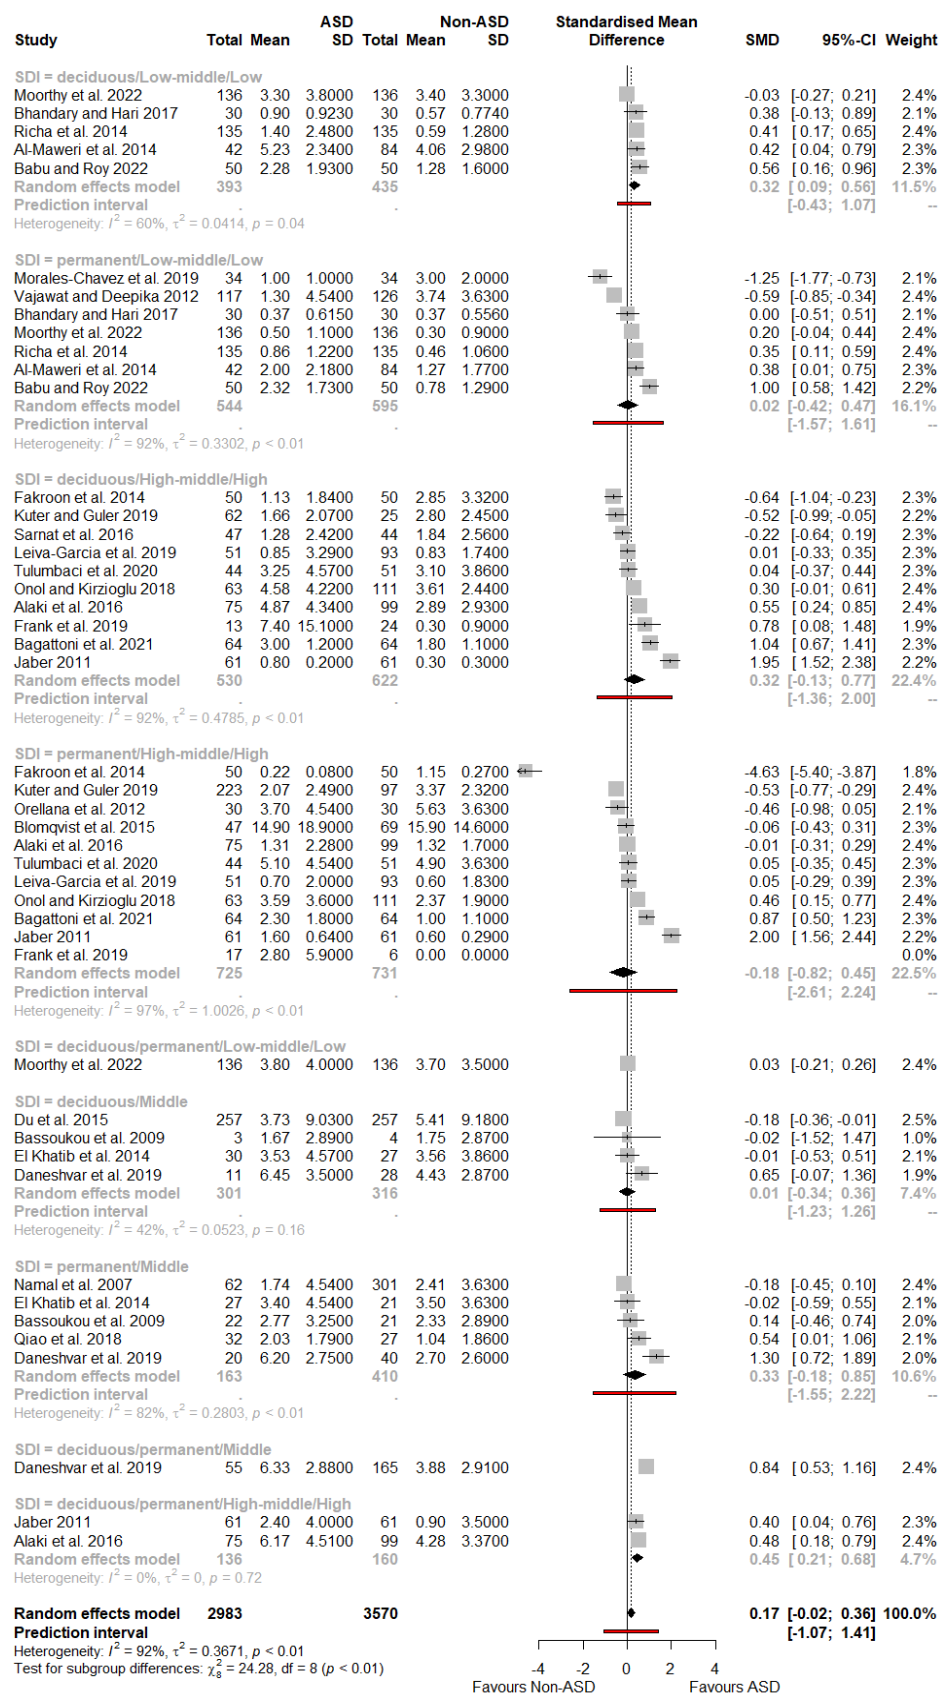 ASD Non-ASD Standardised Mean
Study Total Mean SD Total Mean SD Difference SMD 95%-CI Weight
SDI = deciduous/Low-middle/Low
Moorthy et al. 2022 136 3.30 3.8000 136 3.40 3.3000 -0.03 [-0.27; 0.21] 2.4%
Bhandary and Hari 2017 30 0.90 0.9230 30 0.57 0.7740 0.38 [-0.13; 0.89] 2.1%
Richa et al. 2014 135 1.40 2.4800 135 0.59 1.2800 0.41 [ 0.17; 0.65] 2.4%
Al-Maweri et al. 2014 42 5.23 2.3400 84 4.06 2.9800 0.42 [ 0.04; 0.79] 2.3%
Babu and Roy 2022 50 2.28 1.9300 50 1.28 1.6000 0.56 [ 0.16; 0.96] 2.3%
Random effects model 393 435 0.32 [ 0.09; 0.56] 11.5%
Prediction interval . . [-0.43; 1.07] --
Heterogeneity: I² = 60%, τ² = 0.0414, p = 0.04
SDI = permanent/Low-middle/Low
Morales-Chavez et al. 2019 34 1.00 1.0000 34 3.00 2.0000 -1.25 [-1.77; -0.73] 2.1%
Vajawat and Deepika 2012 117 1.30 4.5400 126 3.74 3.6300 -0.59 [-0.85; -0.34] 2.4%
Bhandary and Hari 2017 30 0.37 0.6150 30 0.37 0.5560 0.00 [-0.51; 0.51] 2.1%
Moorthy et al. 2022 136 0.50 1.1000 136 0.30 0.9000 0.20 [-0.04; 0.44] 2.4%
Richa et al. 2014 135 0.86 1.2200 135 0.46 1.0600 0.35 [ 0.11; 0.59] 2.4%
Al-Maweri et al. 2014 42 2.00 2.1800 84 1.27 1.7700 0.38 [ 0.01; 0.75] 2.3%
Babu and Roy 2022 50 2.32 1.7300 50 0.78 1.2900 1.00 [ 0.58; 1.42] 2.2%
Random effects model 544 595 0.02 [-0.42; 0.47] 16.1%
Prediction interval . . [-1.57; 1.61] --
Heterogeneity: I² = 92%, τ² = 0.3302, p < 0.01
SDI = deciduous/High-middle/High
Fakroon et al. 2014 50 1.13 1.8400 50 2.85 3.3200 -0.64 [-1.04; -0.23] 2.3%
Kuter and Guler 2019 62 1.66 2.0700 25 2.80 2.4500 -0.52 [-0.99; -0.05] 2.2%
Sarnat et al. 2016 47 1.28 2.4200 44 1.84 2.5600 -0.22 [-0.64; 0.19] 2.3%
Leiva-Garcia et al. 2019 51 0.85 3.2900 93 0.83 1.7400 0.01 [-0.33; 0.35] 2.3%
Tulumbaci et al. 2020 44 3.25 4.5700 51 3.10 3.8600 0.04 [-0.37; 0.44] 2.3%
Onol and Kirzioglu 2018 63 4.58 4.2200 111 3.61 2.4400 0.30 [-0.01; 0.61] 2.4%
Alaki et al. 2016 75 4.87 4.3400 99 2.89 2.9300 0.55 [ 0.24; 0.85] 2.4%
Frank et al. 2019 13 7.40 15.1000 24 0.30 0.9000 0.78 [ 0.08; 1.48] 1.9%
Bagattoni et al. 2021 64 3.00 1.2000 64 1.80 1.1000 1.04 [ 0.67; 1.41] 2.3%
Jaber 2011 61 0.80 0.2000 61 0.30 0.3000 1.95 [ 1.52; 2.38] 2.2%
Random effects model 530 622 0.32 [-0.13; 0.77] 22.4%
Prediction interval . . [-1.36; 2.00] --
Heterogeneity: I² = 92%, τ² = 0.4785, p < 0.01
SDI = permanent/High-middle/High
Fakroon et al. 2014 50 0.22 0.0800 50 1.15 0.2700 -4.63 [-5.40; -3.87] 1.8%
Kuter and Guler 2019 223 2.07 2.4900 97 3.37 2.3200 -0.53 [-0.77; -0.29] 2.4%
Orellana et al. 2012 30 3.70 4.5400 30 5.63 3.6300 -0.46 [-0.98; 0.05] 2.1%
Blomqvist et al. 2015 47 14.90 18.9000 69 15.90 14.6000 -0.06 [-0.43; 0.31] 2.3%
Alaki et al. 2016 75 1.31 2.2800 99 1.32 1.7000 -0.01 [-0.31; 0.29] 2.4%
Tulumbaci et al. 2020 44 5.10 4.5400 51 4.90 3.6300 0.05 [-0.35; 0.45] 2.3%
Leiva-Garcia et al. 2019 51 0.70 2.0000 93 0.60 1.8300 0.05 [-0.29; 0.39] 2.3%
Onol and Kirzioglu 2018 63 3.59 3.6000 111 2.37 1.9000 0.46 [ 0.15; 0.77] 2.4%
Bagattoni et al. 2021 64 2.30 1.8000 64 1.00 1.1000 0.87 [ 0.50; 1.23] 2.3%
Jaber 2011 61 1.60 0.6400 61 0.60 0.2900 2.00 [ 1.56; 2.44] 2.2%
Frank et al. 2019 17 2.80 5.9000 6 0.00 0.0000 0.0%
Random effects model 725 731 -0.18 [-0.82; 0.45] 22.5%
Prediction interval . . [-2.61; 2.24] --
Heterogeneity: I² = 97%, τ² = 1.0026, p < 0.01
SDI = deciduous/permanent/Low-middle/Low
Moorthy et al. 2022 136 3.80 4.0000 136 3.70 3.5000 0.03 [-0.21; 0.26] 2.4%
SDI = deciduous/Middle
Du et al. 2015 257 3.73 9.0300 257 5.41 9.1800 -0.18 [-0.36; -0.01] 2.5%
Bassoukou et al. 2009 3 1.67 2.8900 4 1.75 2.8700 -0.02 [-1.52; 1.47] 1.0%
El Khatib et al. 2014 30 3.53 4.5700 27 3.56 3.8600 -0.01 [-0.53; 0.51] 2.1%
Daneshvar et al. 2019 11 6.45 3.5000 28 4.43 2.8700 0.65 [-0.07; 1.36] 1.9%
Random effects model 301 316 0.01 [-0.34; 0.36] 7.4%
Prediction interval . . [-1.23; 1.26] --
Heterogeneity: I² = 42%, τ² = 0.0523, p = 0.16
SDI = permanent/Middle
Namal et al. 2007 62 1.74 4.5400 301 2.41 3.6300 -0.18 [-0.45; 0.10] 2.4%
El Khatib et al. 2014 27 3.40 4.5400 21 3.50 3.6300 -0.02 [-0.59; 0.55] 2.1%
Bassoukou et al. 2009 22 2.77 3.2500 21 2.33 2.8900 0.14 [-0.46; 0.74] 2.0%
Qiao et al. 2018 32 2.03 1.7900 27 1.04 1.8600 0.54 [ 0.01; 1.06] 2.1%
Daneshvar et al. 2019 20 6.20 2.7500 40 2.70 2.6000 1.30 [ 0.72; 1.89] 2.0%
Random effects model 163 410 0.33 [-0.18; 0.85] 10.6%
Prediction interval . . [-1.55; 2.22] --
Heterogeneity: I² = 82%, τ² = 0.2803, p < 0.01
SDI = deciduous/permanent/Middle
Daneshvar et al. 2019 55 6.33 2.8800 165 3.88 2.9100 0.84 [ 0.53; 1.16] 2.4%
SDI = deciduous/permanent/High-middle/High
Jaber 2011 61 2.40 4.0000 61 0.90 3.5000 0.40 [ 0.04; 0.76] 2.3%
Alaki et al. 2016 75 6.17 4.5100 99 4.28 3.3700 0.48 [ 0.18; 0.79] 2.4%
Random effects model 136 160 0.45 [ 0.21; 0.68] 4.7%
Heterogeneity: I² = 0%, τ² = 0, p = 0.72
Random effects model 2983 3570 0.17 [-0.02; 0.36] 100.0%
Prediction interval [-1.07; 1.41]
Heterogeneity: I² = 92%, τ² = 0.3671, p < 0.01
Test for subgroup differences: χ²₈ = 24.28, df = 8 (p < 0.01)
-4 -2 0 2 4
Favours Non-ASD Favours ASD